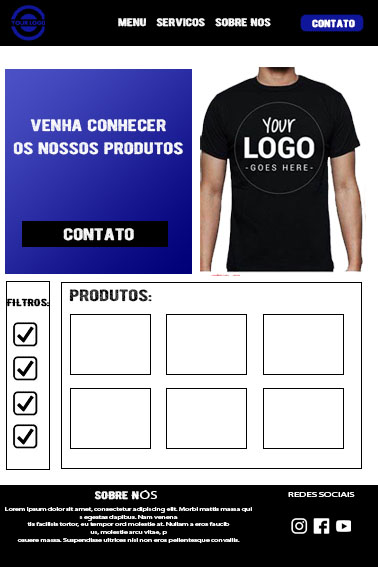 YOUR LOGO
MENU SERVICOS SOBRE NOS
CONTATO
VENHA CONHECER
OS NOSSOS PRODUTOS
CONTATO
Your
LOGO
-GOES HERE-
FILTROS:
PRODUTOS:
SOBRE NÓS
Lorem ipsum dolor sit amet, consectetur adipiscing elit. Morbi mattis massa qui
s egestas dapibus. Nam venena
tis facilisis tortor, eu tempor orci molestie at. Nullam a eros faucib
us, molestie arcu vitae, p
osuere massa. Suspendisse ultrices nisl non eros pellentesque convallis.
REDES SOCIAIS